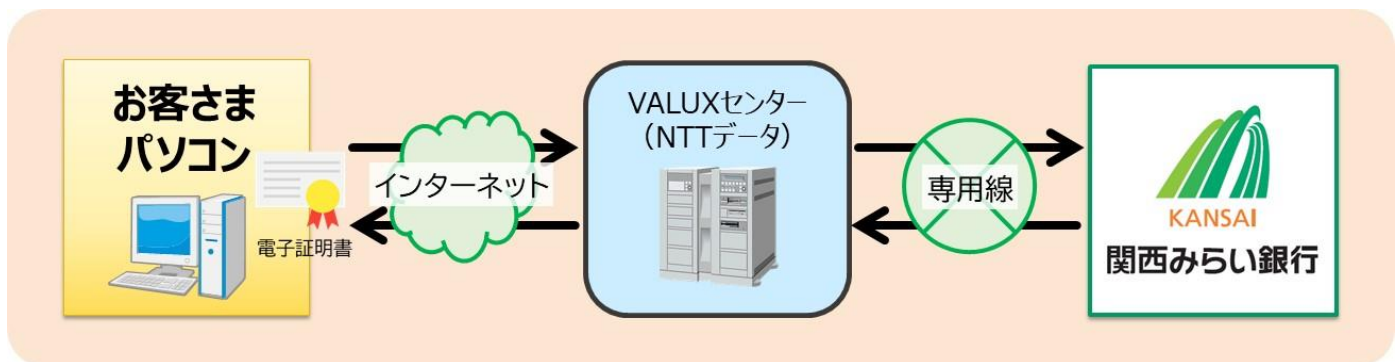 お客さま
パソコン
電子証明書
インターネット
VALUXセンター
（NTTデータ）
専用線
KANSAI
関西みらい銀行